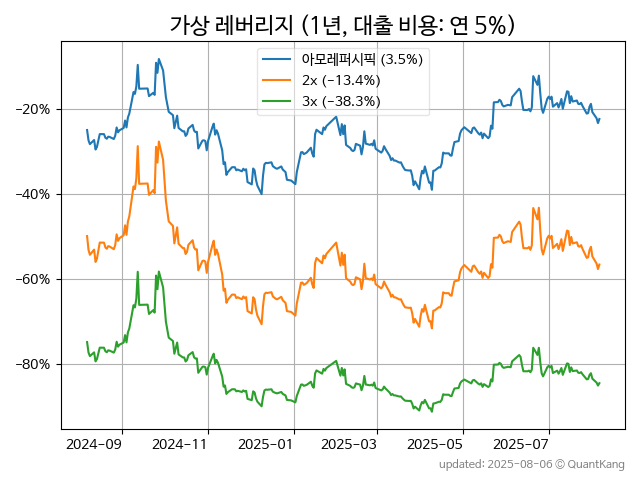 가상 레버리지 (1년, 대출 비용: 연 5%)
아모레퍼시픽 (3.5%)
2x (−13.4%)
3x (−38.3%)
−20%
−40%
−60%
−80%
2024-09 2024-11 2025-01 2025-03 2025-05 2025-07
updated: 2025-08-06 © QuantKang